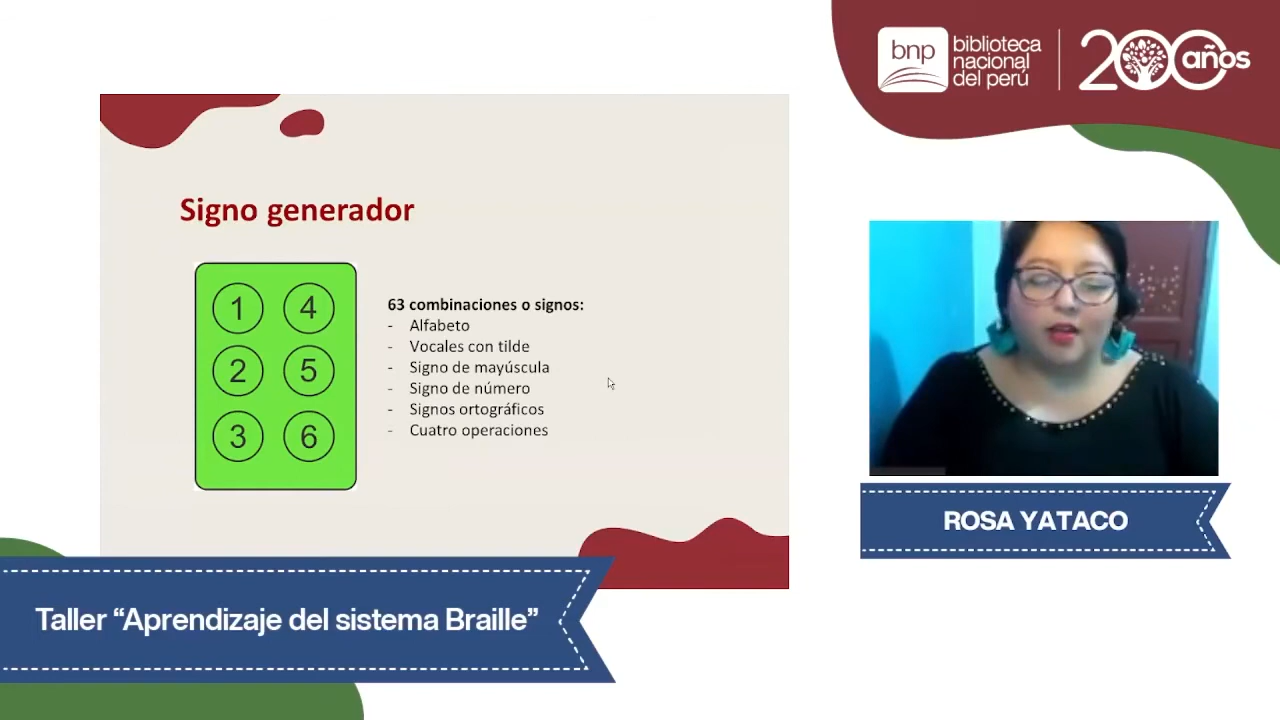 bnp
biblioteca
nacional
del perú
200 años
Signo generador
1 4
2 5
3 6
63 combinaciones o signos:
- Alfabeto
- Vocales con tilde
- Signo de mayúscula
- Signo de número
- Signos ortográficos
- Cuatro operaciones
ROSA YATACO
Taller “Aprendizaje del sistema Braille”